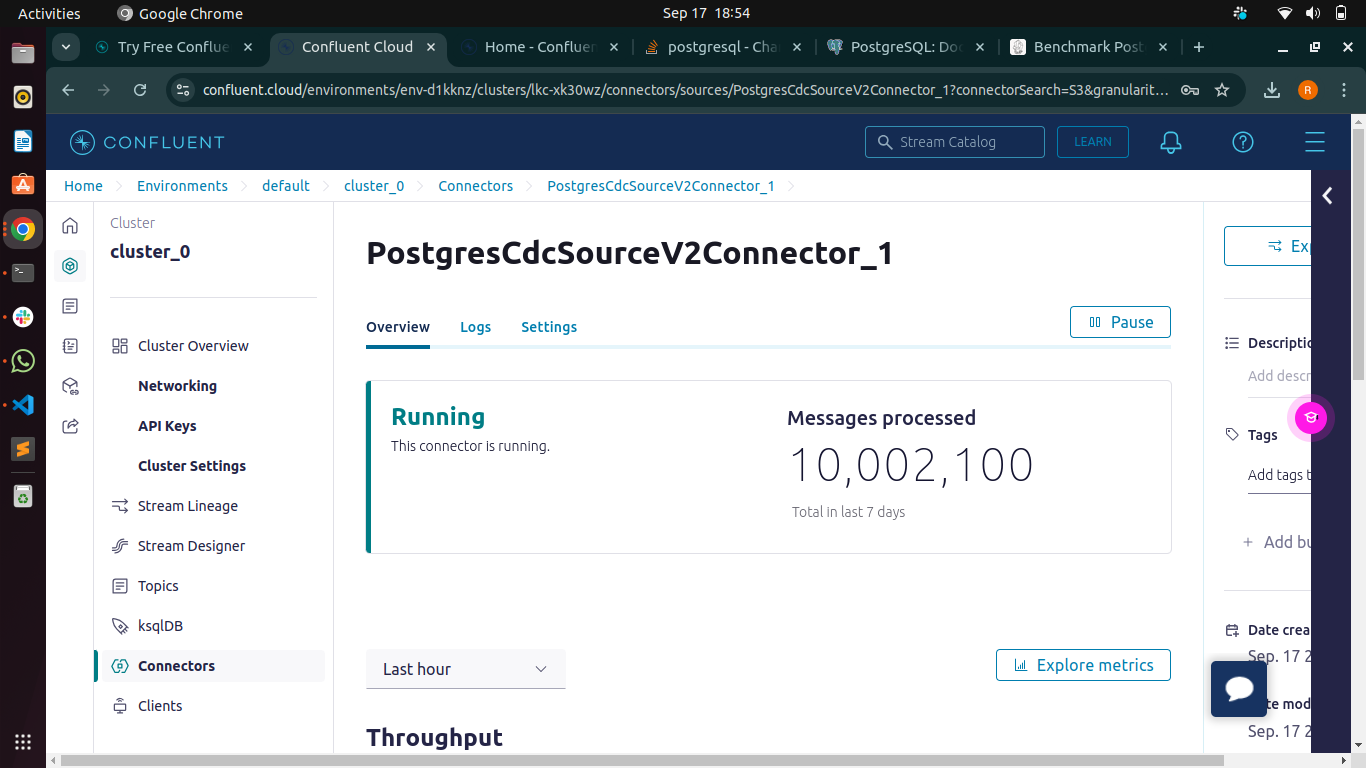 Activities
Google Chrome
Sep 17 18:54
Try Free Conflue
Confluent Cloud
Home - Confluen
postgresql - Cha
PostgreSQL: Doc
Benchmark Post
confluent.cloud/environments/env-d1kknz/clusters/lkc-xk30wz/connectors/sources/PostgresCdcSourceV2Connector_1?connectorSearch=S3&granularit...
R
CONFLUENT
Stream Catalog
LEARN
Home
Environments
default
cluster_0
Connectors
PostgresCdcSourceV2Connector_1
Cluster
cluster_0
Cluster Overview
Networking
API Keys
Cluster Settings
Stream Lineage
Stream Designer
Topics
ksqlDB
Connectors
Clients
PostgresCdcSourceV2Connector_1
Overview
Logs
Settings
Pause
Running
This connector is running.
Messages processed
10,002,100
Total in last 7 days
Last hour
Explore metrics
Throughput
Exp
Descriptio
Add descr
Tags
Add tags t
+ Add bu
Date crea
Sep. 17 2
te mod
Sep. 17 2